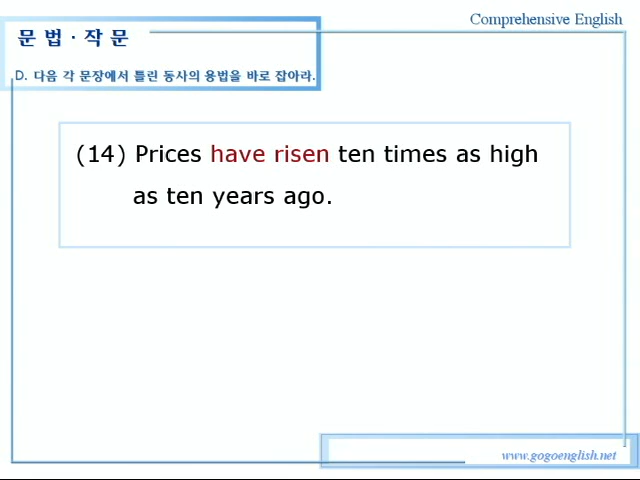 Comprehensive English
문 법 · 작 문
D. 다음 각 문장에서 틀린 동사의 용법을 바로 잡아라.
(14) Prices have risen ten times as high
as ten years ago.
www.gogoenglish.net